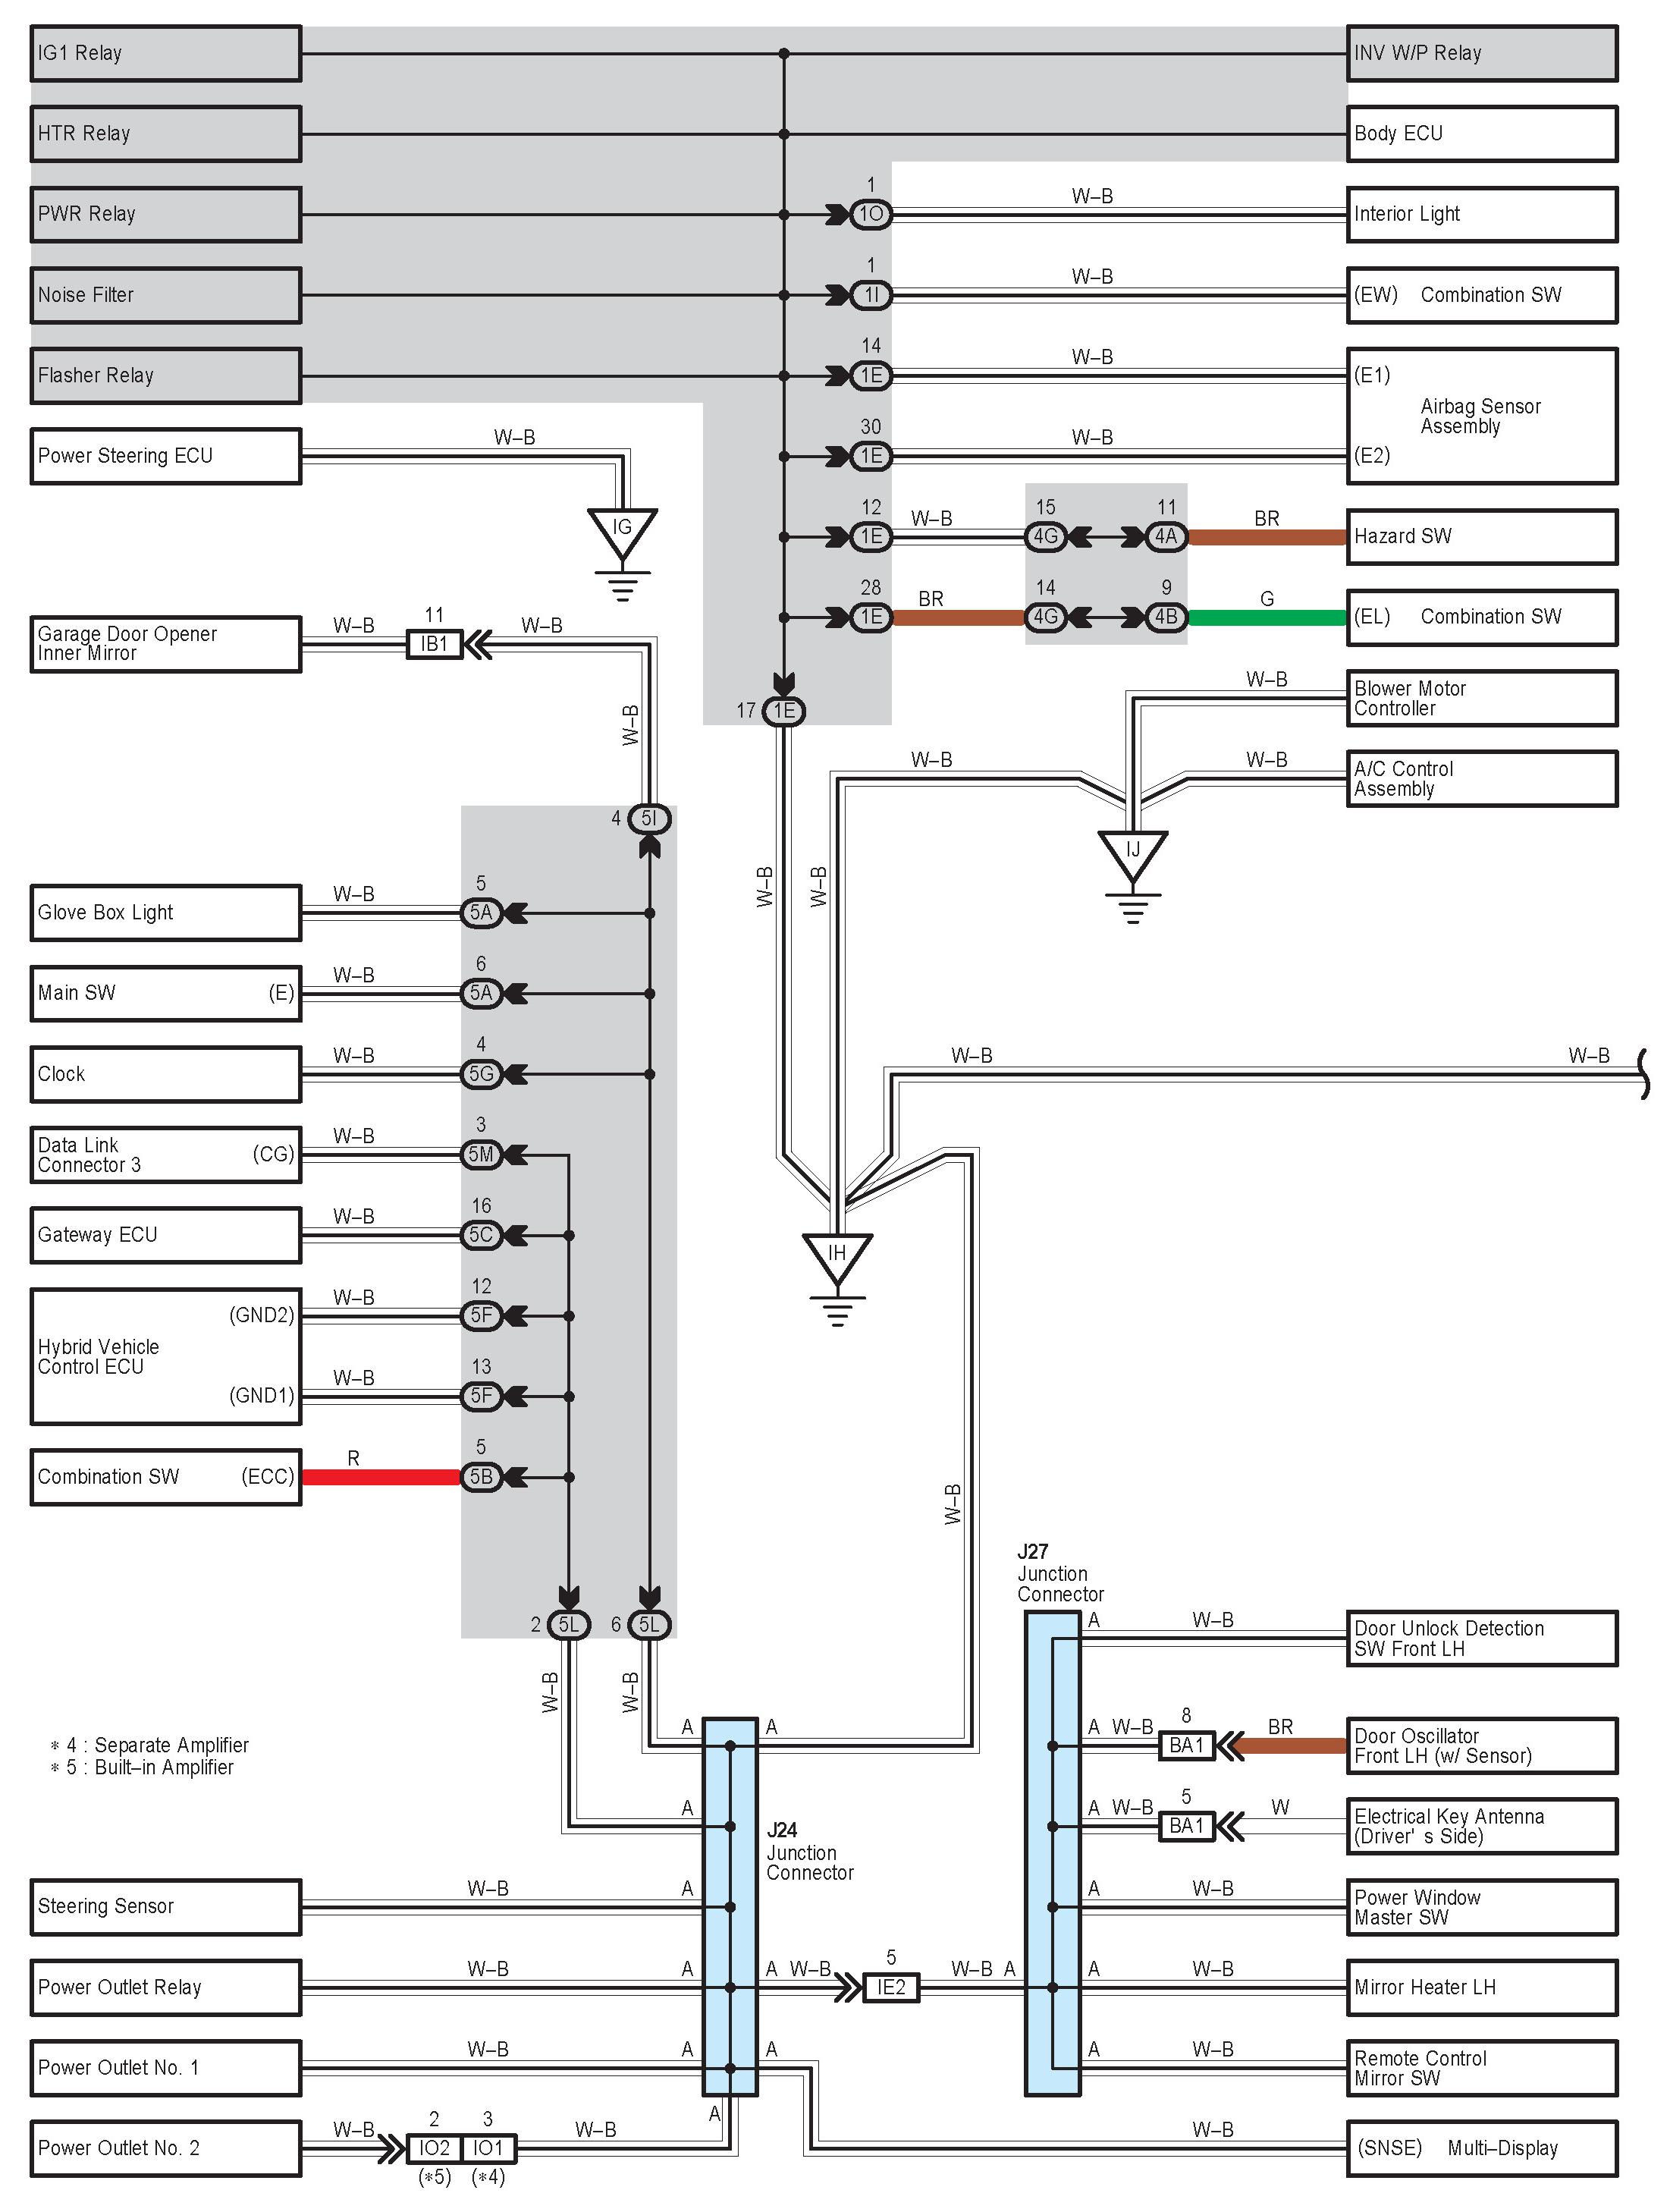 IG1 Relay
INV W/P Relay
HTR Relay
Body ECU
1
W–B
PWR Relay
1O
Interior Light
1
W–B
Noise Filter
1I
(EW) Combination SW
14
W–B
Flasher Relay
1E
(E1)
Airbag Sensor
Assembly
30
W–B
W–B
Power Steering ECU
1E
(E2)
IG
12
W–B
15
11
BR
1E
4G
4A
Hazard SW
28
BR
14
9
G
1E
4G
4B
(EL) Combination SW
11
W–B
W–B
Garage Door Opener
Inner Mirror
IB1
W–B
W–B
Blower Motor
Controller
17
1E
W–B
W–B
A/C Control
Assembly
4
5I
IJ
W–B
W–B
5
W–B
Glove Box Light
5A
6
W–B
Main SW (E)
5A
4
W–B
Clock
5G
W–B
W–B
3
W–B
Data Link
Connector 3
(CG)
5M
16
W–B
Gateway ECU
5C
IH
12
W–B
(GND2)
5F
Hybrid Vehicle
Control ECU
13
W–B
(GND1)
5F
5
R
Combination SW (ECC)
5B
W–B
J27
Junction
Connector
2
5L
6
5L
A
W–B
Door Unlock Detection
SW Front LH
W–B
W–B
A
A
A
W–B
8
BR
BA1
Door Oscillator
Front LH (w/ Sensor)
∗ 4 : Separate Amplifier
∗ 5 : Built–in Amplifier
A
A
W–B
5
W
BA1
Electrical Key Antenna
(Driver' s Side)
J24
Junction
Connector
W–B
A
Steering Sensor
A
W–B
Power Window
Master SW
W–B
A
Power Outlet Relay
A
W–B
5
IE2
W–B
A
A
W–B
Mirror Heater LH
W–B
A
Power Outlet No. 1
A
A
W–B
Remote Control
Mirror SW
A
W–B
2
3
W–B
Power Outlet No. 2
IO2
IO1
(∗5)
(∗4)
W–B
(SNSE) Multi–Display